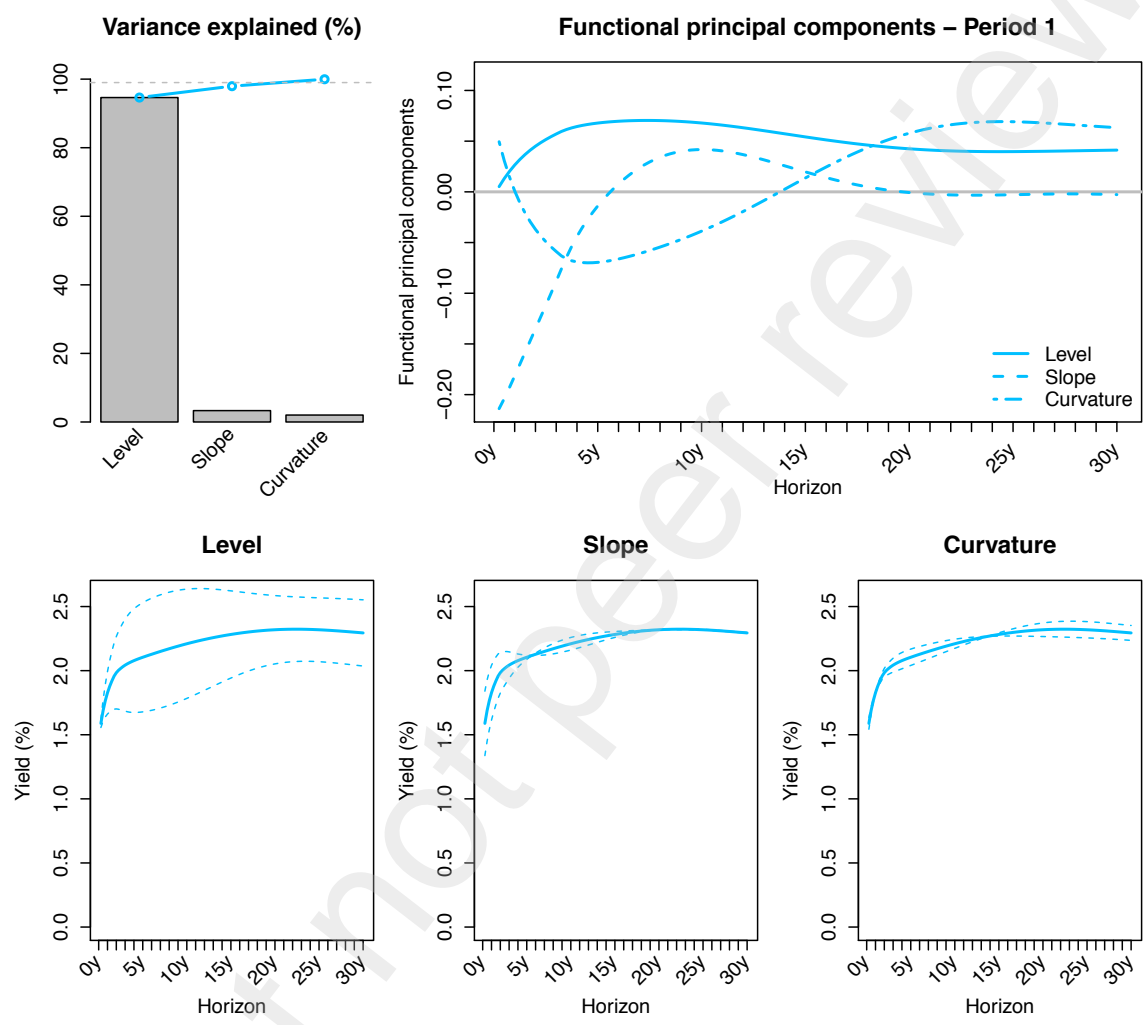 Variance explained (%)
0
20
40
60
80
100
Level
Slope
Curvature
Functional principal components – Period 1
Functional principal components
−0.20
−0.10
0.00
0.10
0y
5y
10y
15y
20y
25y
30y
Horizon
Level
Slope
Curvature
Level
Yield (%)
0.0
0.5
1.0
1.5
2.0
2.5
0y
5y
10y
15y
20y
25y
30y
Horizon
Slope
Yield (%)
0.0
0.5
1.0
1.5
2.0
2.5
0y
5y
10y
15y
20y
25y
30y
Horizon
Curvature
Yield (%)
0.0
0.5
1.0
1.5
2.0
2.5
0y
5y
10y
15y
20y
25y
30y
Horizon
not peer review